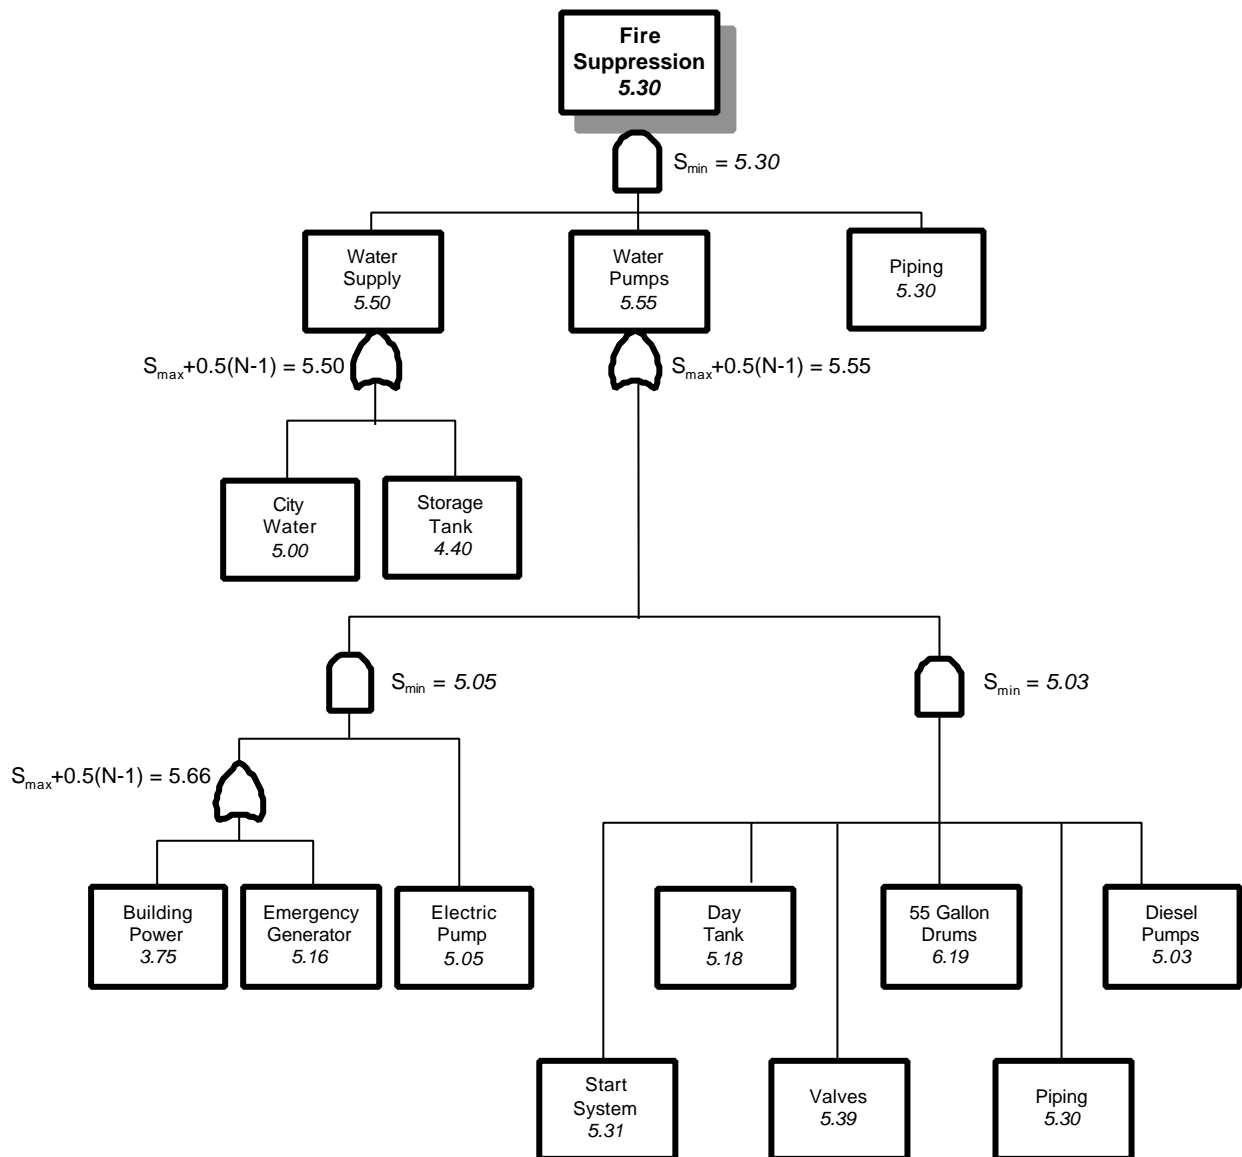 Fire
Suppression
5.30
Smin = 5.30
Water
Supply
5.50
Water
Pumps
5.55
Piping
5.30
Smax+0.5(N-1) = 5.50
Smax+0.5(N-1) = 5.55
City
Water
5.00
Storage
Tank
4.40
Smin = 5.05
Smin = 5.03
Smax+0.5(N-1) = 5.66
Building
Power
3.75
Emergency
Generator
5.16
Electric
Pump
5.05
Day
Tank
5.18
55 Gallon
Drums
6.19
Diesel
Pumps
5.03
Start
System
5.31
Valves
5.39
Piping
5.30